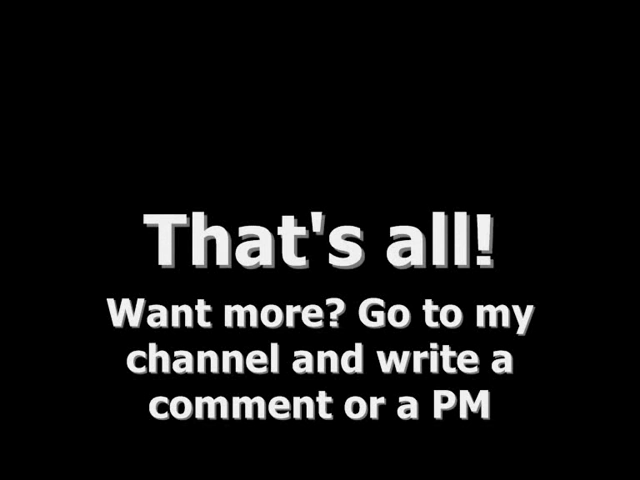 That's all!
Want more? Go to my
channel and write a
comment or a PM